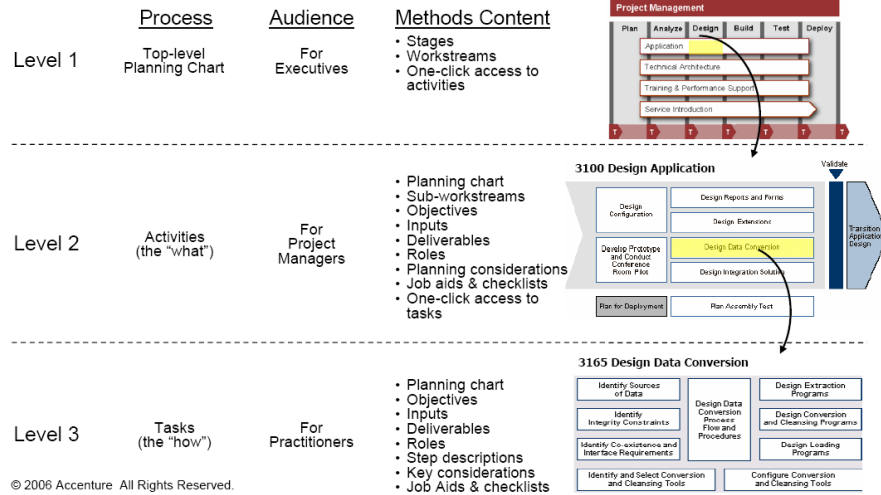 Process
Audience
Methods Content
Level 1
Top-level
Planning Chart
For
Executives
• Stages
• Workstreams
• One-click access to
activities
Project Management
Plan Analyze Design Build Test Deploy
Application
Technical Architecture
Training & Performance Support
Service Introduction
T T T T T T T
Level 2
Activities
(the “what”)
For
Project
Managers
• Planning chart
• Sub-workstreams
• Objectives
• Inputs
• Deliverables
• Roles
• Planning considerations
• Job aids & checklists
• One-click access to
tasks
3100 Design Application
Validate
Design
Configuration
Design Reports and Forms
Design Extensions
Develop Prototype
and Conduct
Conference
Room Pilot
Design Data Conversion
Design Integration Solution
Plan for Deployment
Plan Assembly Test
Transition
Application
Design
Level 3
Tasks
(the “how”)
For
Practitioners
• Planning chart
• Objectives
• Inputs
• Deliverables
• Roles
• Step descriptions
• Key considerations
• Job Aids & checklists
3165 Design Data Conversion
Identify Sources
of Data
Identify
Integrity Constraints
Identify Co-existence and
Interface Requirements
Design Data
Conversion
Process
Flow and
Procedures
Design Extraction
Programs
Design Conversion
and Cleansing Programs
Design Loading
Programs
Identify and Select Conversion
and Cleansing Tools
Configure Conversion
and Cleansing Tools
© 2006 Accenture All Rights Reserved.